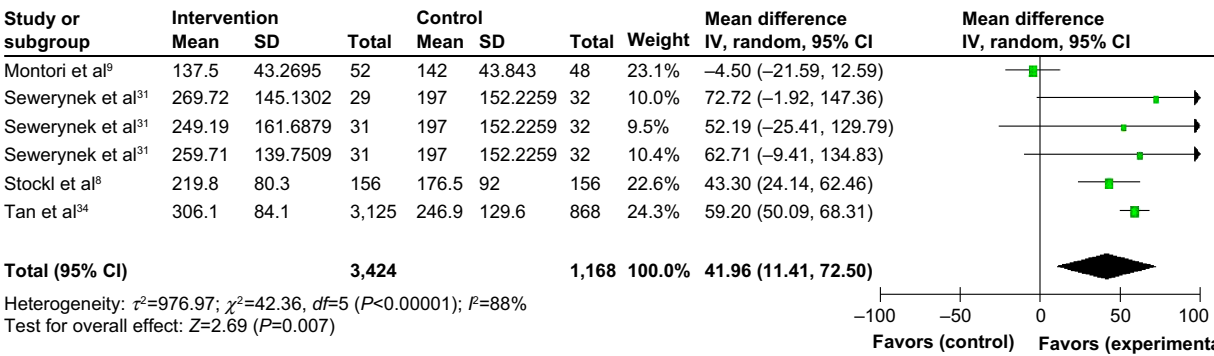 Study or Intervention Control Mean difference Mean difference
subgroup Mean SD Total Mean SD Total Weight IV, random, 95% CI IV, random, 95% CI
Montori et al⁹ 137.5 43.2695 52 142 43.843 48 23.1% –4.50 (–21.59, 12.59)
Sewerynek et al³¹ 269.72 145.1302 29 197 152.2259 32 10.0% 72.72 (–1.92, 147.36)
Sewerynek et al³¹ 249.19 161.6879 31 197 152.2259 32 9.5% 52.19 (–25.41, 129.79)
Sewerynek et al³¹ 259.71 139.7509 31 197 152.2259 32 10.4% 62.71 (–9.41, 134.83)
Stockl et al⁸ 219.8 80.3 156 176.5 92 156 22.6% 43.30 (24.14, 62.46)
Tan et al³⁴ 306.1 84.1 3,125 246.9 129.6 868 24.3% 59.20 (50.09, 68.31)
Total (95% CI) 3,424 1,168 100.0% 41.96 (11.41, 72.50)
Heterogeneity: τ²=976.97; χ²=42.36, df=5 (P<0.00001); I²=88%
Test for overall effect: Z=2.69 (P=0.007)
–100 –50 0 50 100
Favors (control) Favors (experimenta